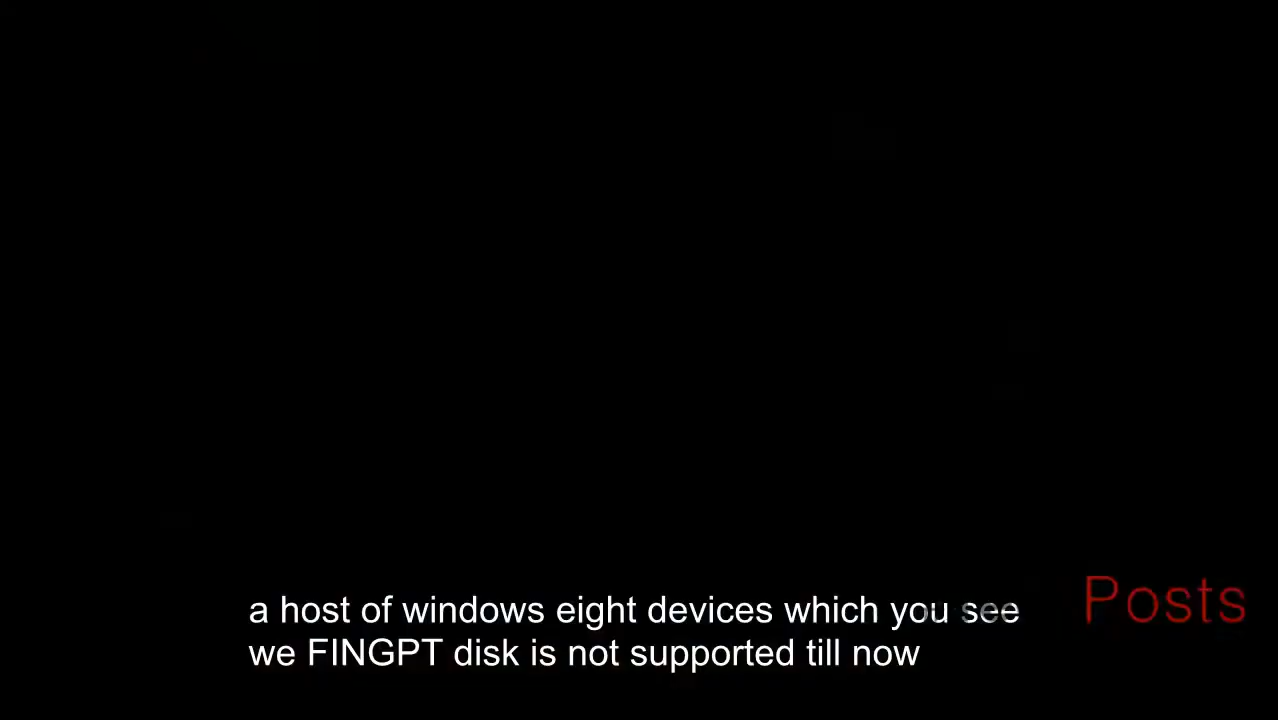 a host of windows eight devices which you see
we FINGPT disk is not supported till now
Posts